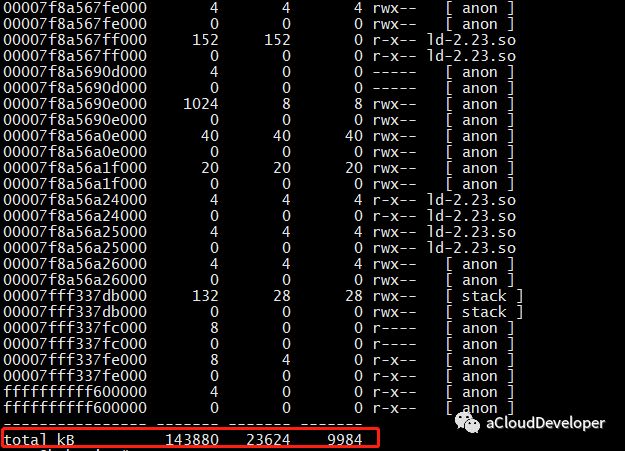 00007f8a567fe000 4 4 4 rwx-- [ anon ]
00007f8a567fe000 0 0 0 rwx-- [ anon ]
00007f8a567ff000 152 152 0 r-x-- ld-2.23.so
00007f8a567ff000 0 0 0 r-x-- ld-2.23.so
00007f8a5690d000 4 0 0 ----- [ anon ]
00007f8a5690d000 0 0 0 ----- [ anon ]
00007f8a5690e000 1024 8 8 rwx-- [ anon ]
00007f8a5690e000 0 0 0 rwx-- [ anon ]
00007f8a56a0e000 40 40 40 rwx-- [ anon ]
00007f8a56a0e000 0 0 0 rwx-- [ anon ]
00007f8a56a1f000 20 20 20 rwx-- [ anon ]
00007f8a56a1f000 0 0 0 rwx-- [ anon ]
00007f8a56a24000 4 4 4 r-x-- ld-2.23.so
00007f8a56a24000 0 0 0 r-x-- ld-2.23.so
00007f8a56a25000 4 4 4 rwx-- ld-2.23.so
00007f8a56a25000 0 0 0 rwx-- ld-2.23.so
00007f8a56a26000 4 4 4 rwx-- [ anon ]
00007f8a56a26000 0 0 0 rwx-- [ anon ]
00007fff337db000 132 28 28 rwx-- [ stack ]
00007fff337db000 0 0 0 rwx-- [ stack ]
00007fff337fc000 8 0 0 r---- [ anon ]
00007fff337fc000 0 0 0 r---- [ anon ]
00007fff337fe000 8 4 0 r-x-- [ anon ]
00007fff337fe000 0 0 0 r-x-- [ anon ]
ffffffffff600000 4 0 0 r-x-- [ anon ]
ffffffffff600000 0 0 0 r-x-- [ anon ]
---------------- ------- ------- -------
total kB 143880 23624 9984
aCloudDeveloper